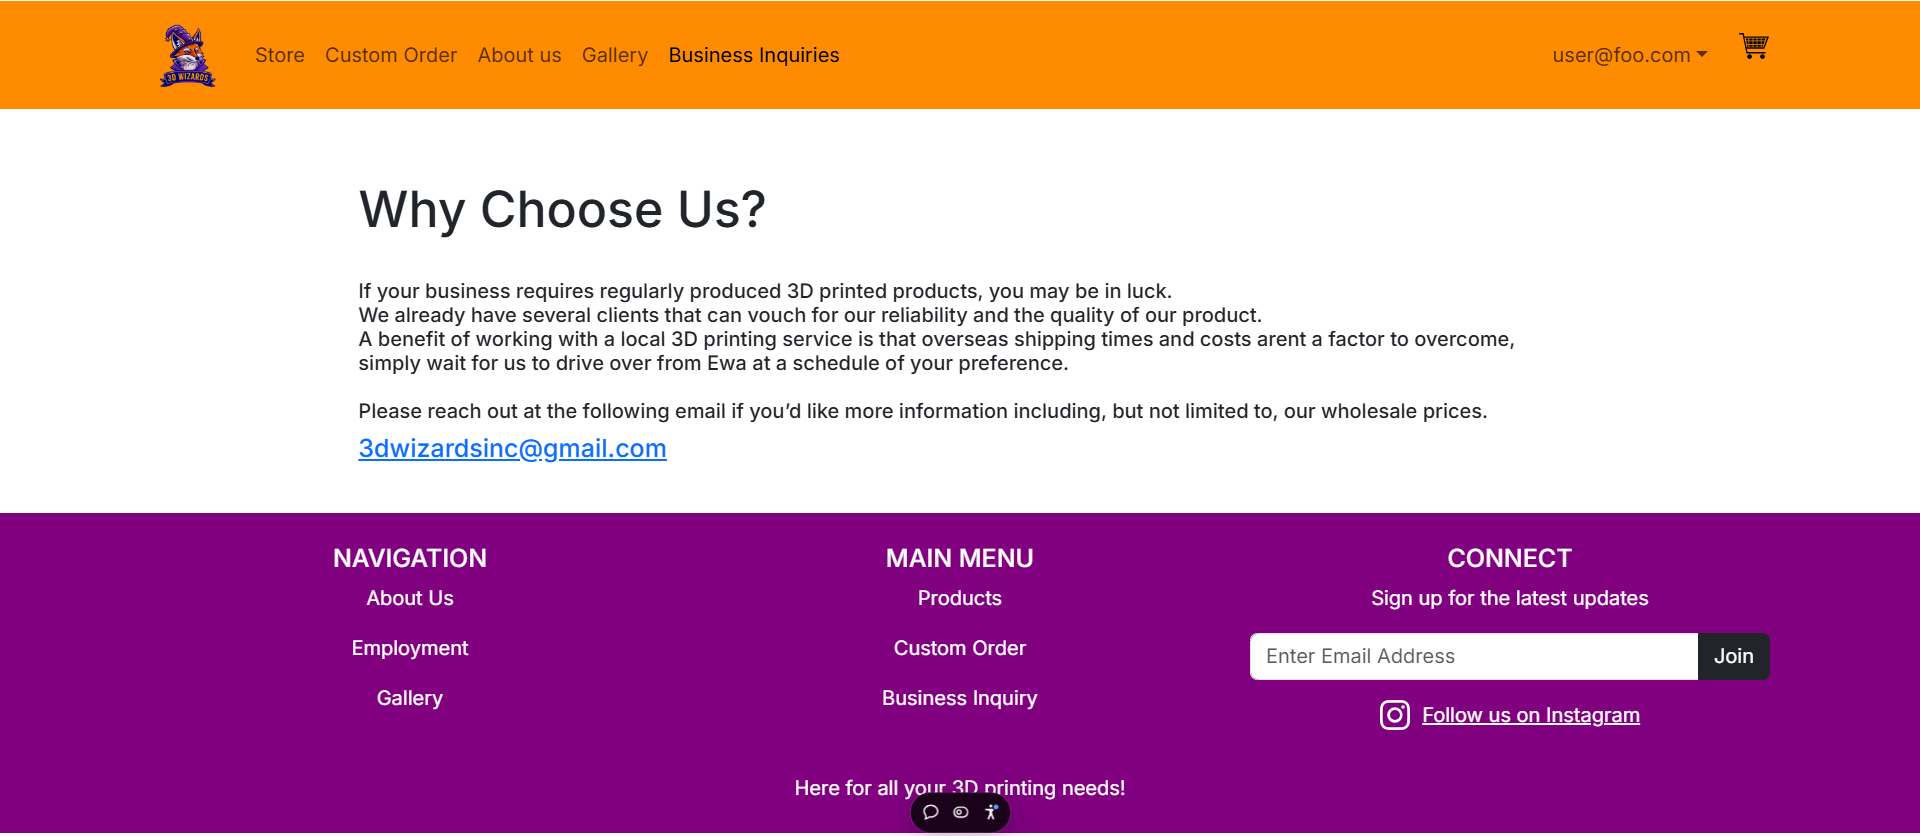 3D WIZARDS
Store Custom Order About us Gallery Business Inquiries user@foo.com
Why Choose Us?
If your business requires regularly produced 3D printed products, you may be in luck.
We already have several clients that can vouch for our reliability and the quality of our product.
A benefit of working with a local 3D printing service is that overseas shipping times and costs arent a factor to overcome,
simply wait for us to drive over from Ewa at a schedule of your preference.
Please reach out at the following email if you’d like more information including, but not limited to, our wholesale prices.
3dwizardsinc@gmail.com
NAVIGATION
About Us
Employment
Gallery
MAIN MENU
Products
Custom Order
Business Inquiry
CONNECT
Sign up for the latest updates
Enter Email Address Join
Follow us on Instagram
Here for all your 3D printing needs!